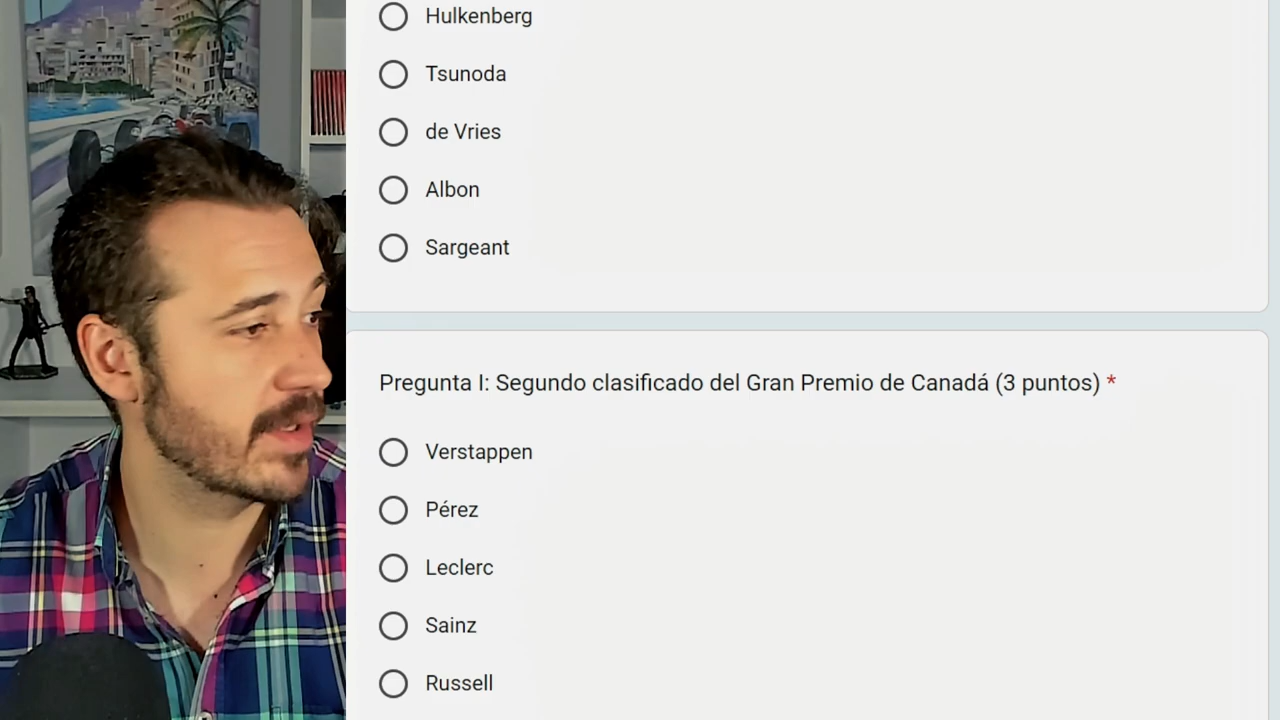 Hulkenberg
Tsunoda
de Vries
Albon
Sargeant
Pregunta I: Segundo clasificado del Gran Premio de Canadá (3 puntos) *
Verstappen
Pérez
Leclerc
Sainz
Russell